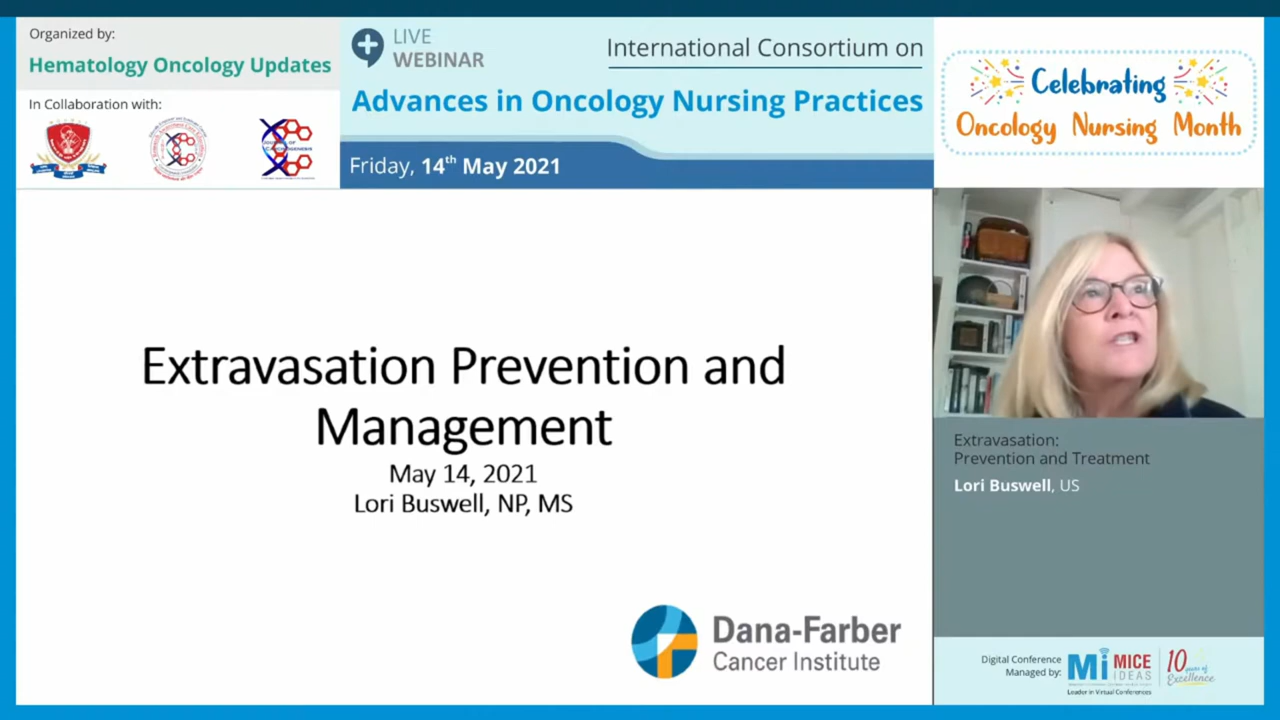 Organized by:
Hematology Oncology Updates
In Collaboration with:
LIVE
WEBINAR
International Consortium on
Advances in Oncology Nursing Practices
Friday, 14th May 2021
Celebrating
Oncology Nursing Month
Extravasation Prevention and
Management
May 14, 2021
Lori Buswell, NP, MS
Dana-Farber
Cancer Institute
Extravasation:
Prevention and Treatment
Lori Buswell, US
Digital Conference
Managed by:
Mi MICE
IDEAS
Leader in Virtual Conferences
10 years of
Excellence